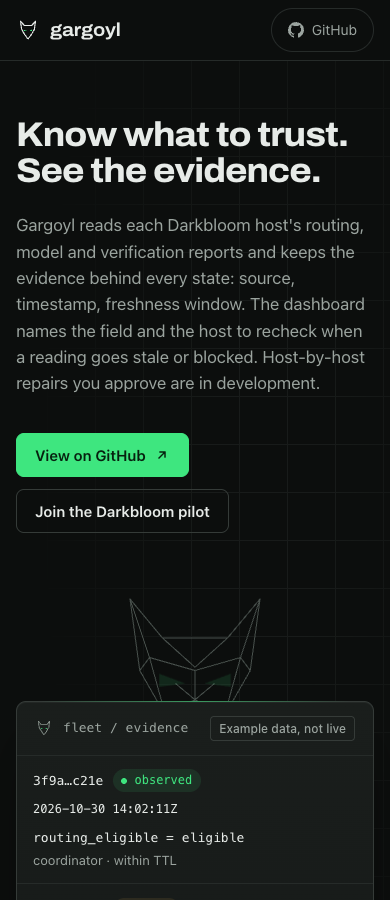 gargoyl
GitHub
Know what to trust.
See the evidence.
Gargoyl reads each Darkbloom host's routing,
model and verification reports and keeps the
evidence behind every state: source,
timestamp, freshness window. The dashboard
names the field and the host to recheck when
a reading goes stale or blocked. Host-by-host
repairs you approve are in development.
View on GitHub ↗
Join the Darkbloom pilot
fleet / evidence
Example data, not live
3f9a…c21e
● observed
2026-10-30 14:02:11Z
routing_eligible = eligible
coordinator · within TTL